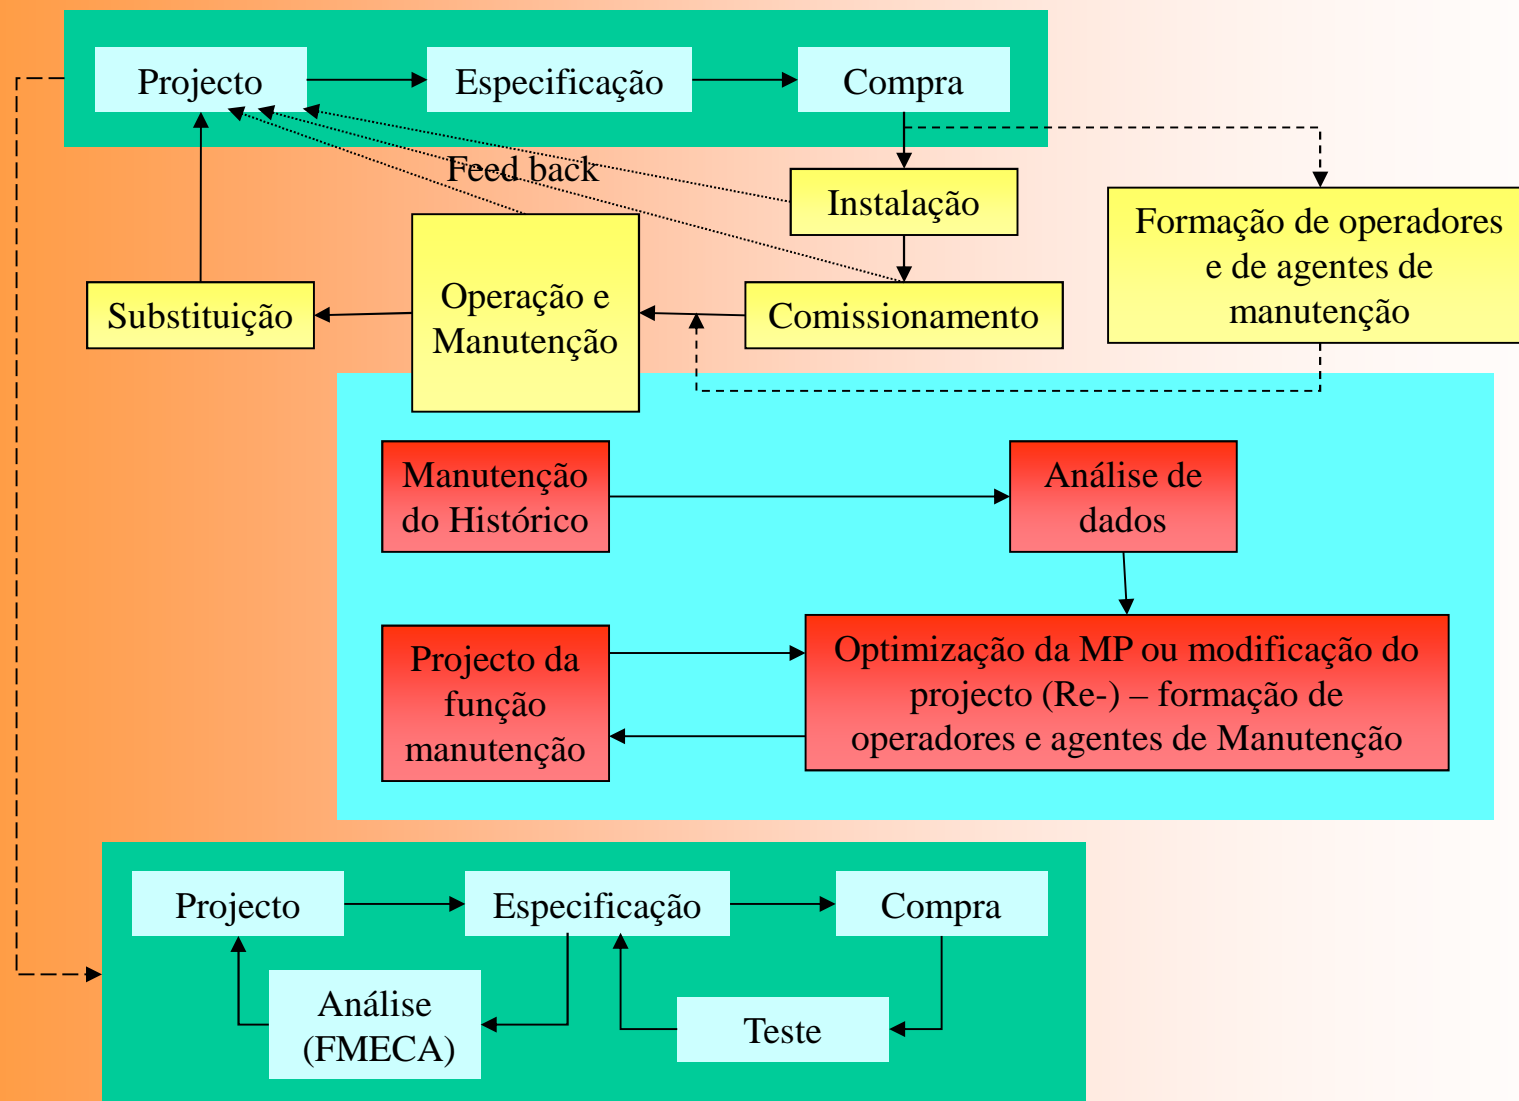 Projecto
Especificação
Compra
Feed back
Instalação
Formação de operadores
e de agentes de
manutenção
Substituição
Operação e
Manutenção
Comissionamento
Manutenção
do Histórico
Análise de
dados
Projecto da
função
manutenção
Optimização da MP ou modificação do
projecto (Re-) – formação de
operadores e agentes de Manutenção
Projecto
Especificação
Compra
Análise
(FMECA)
Teste